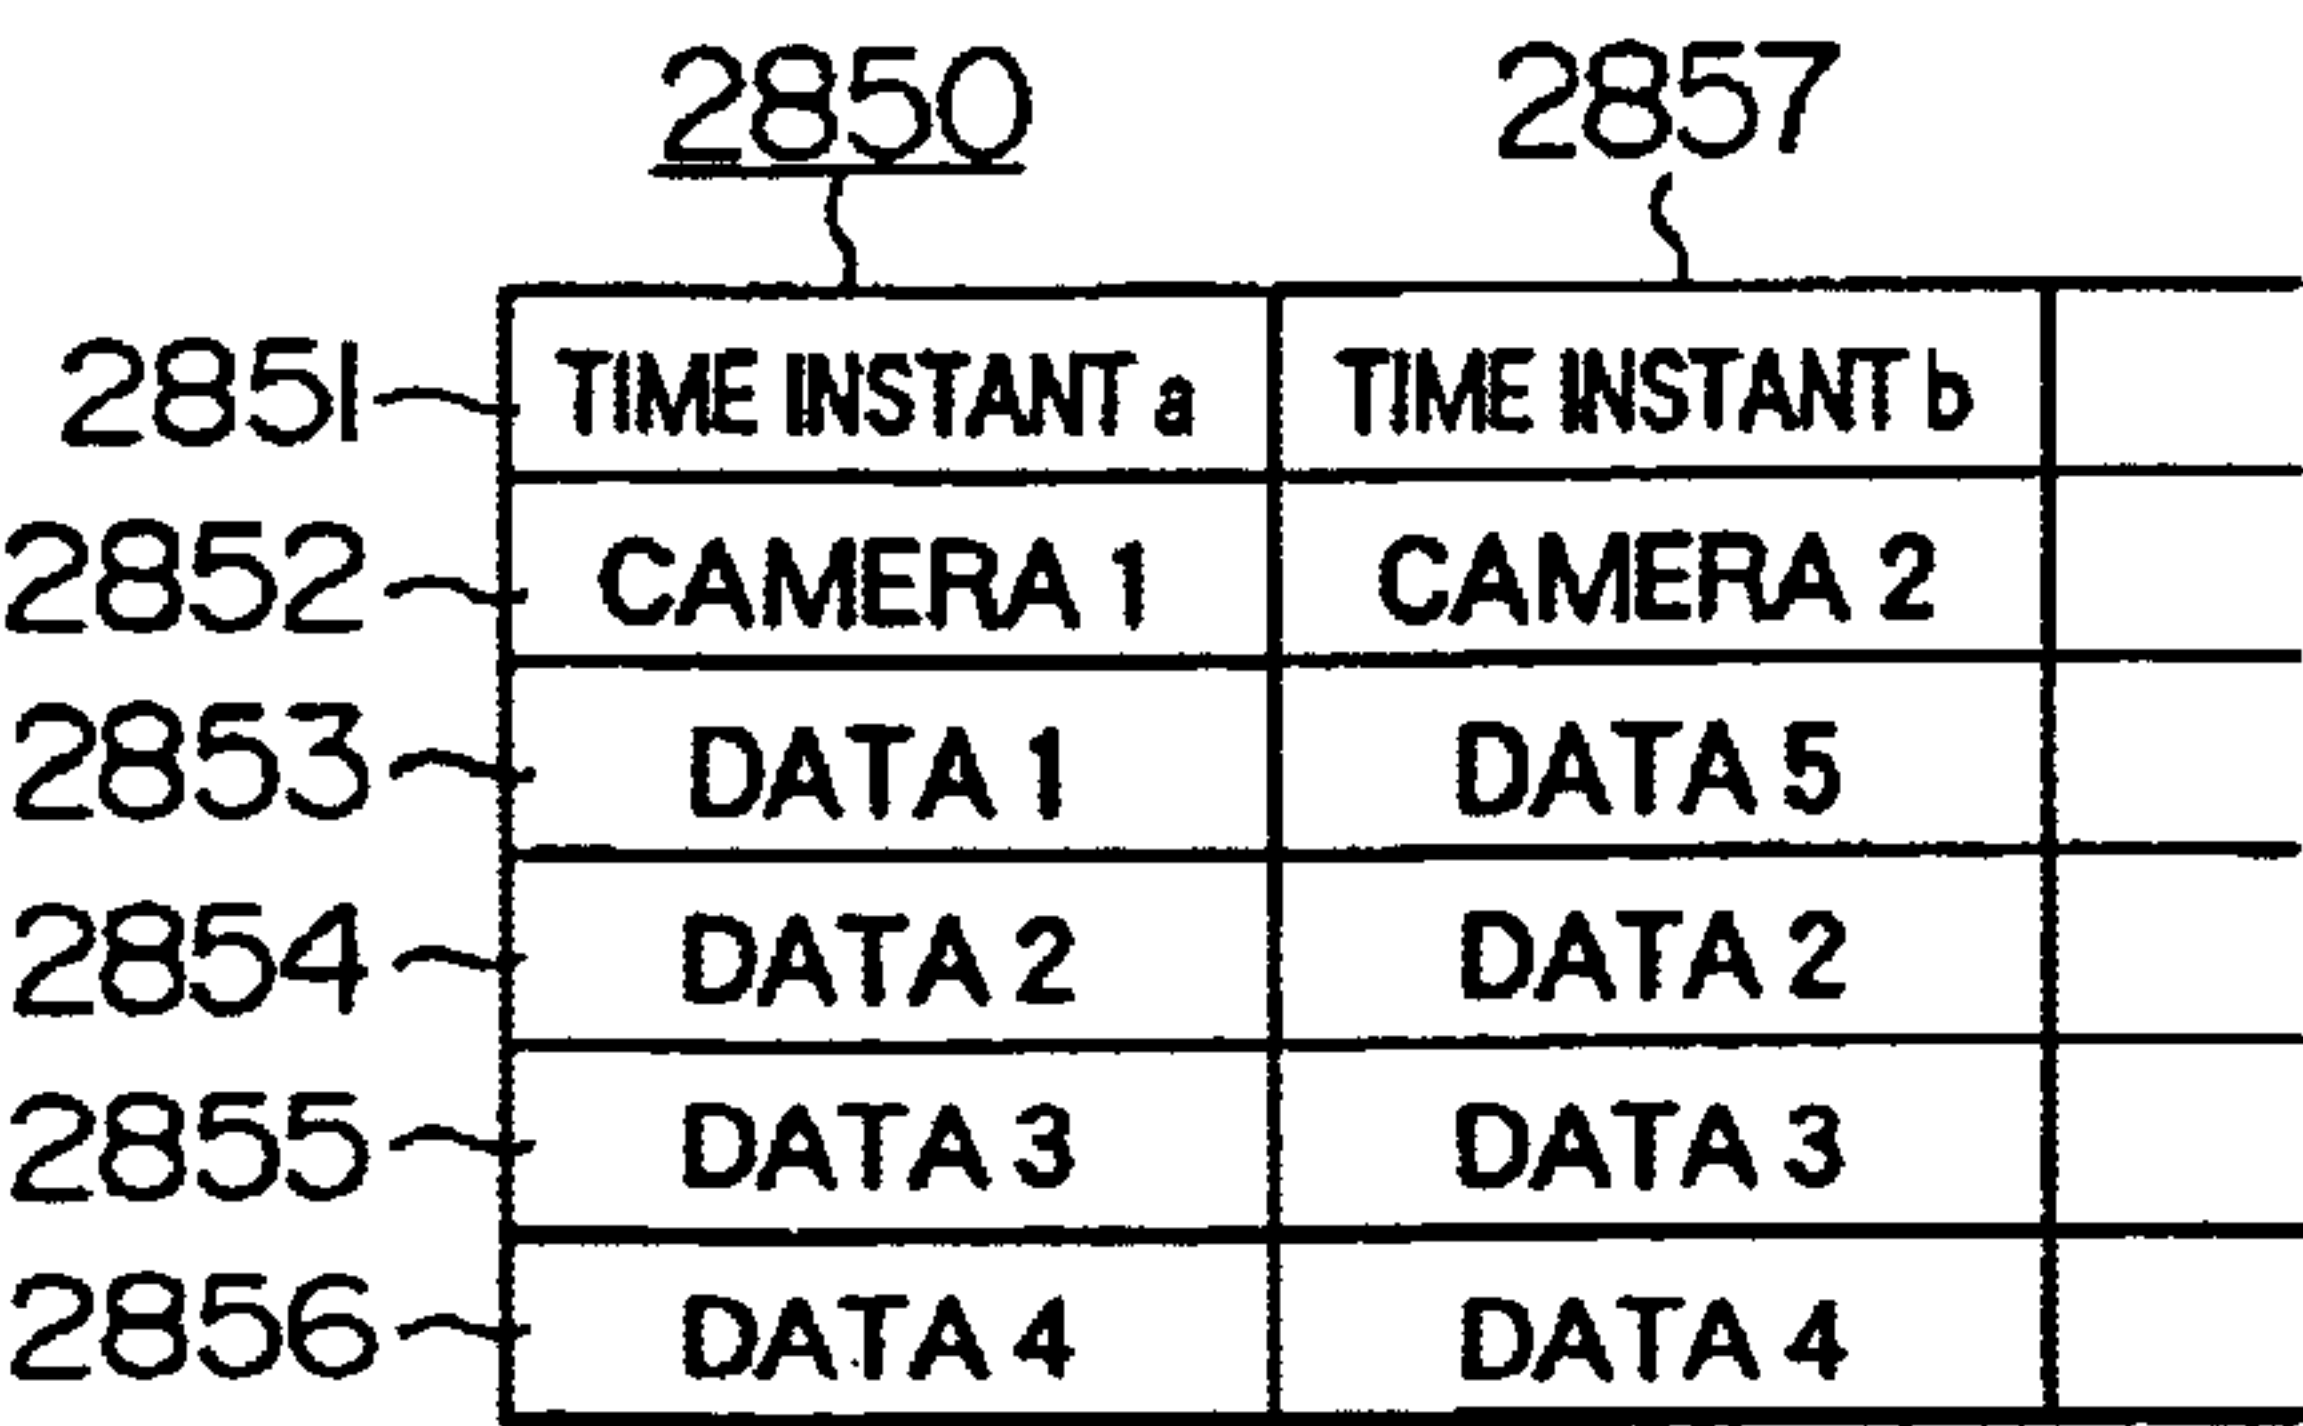 2850 2857
2851 TIME INSTANT a TIME INSTANT b
2852 CAMERA 1 CAMERA 2
2853 DATA 1 DATA 5
2854 DATA 2 DATA 2
2855 DATA 3 DATA 3
2856 DATA 4 DATA 4